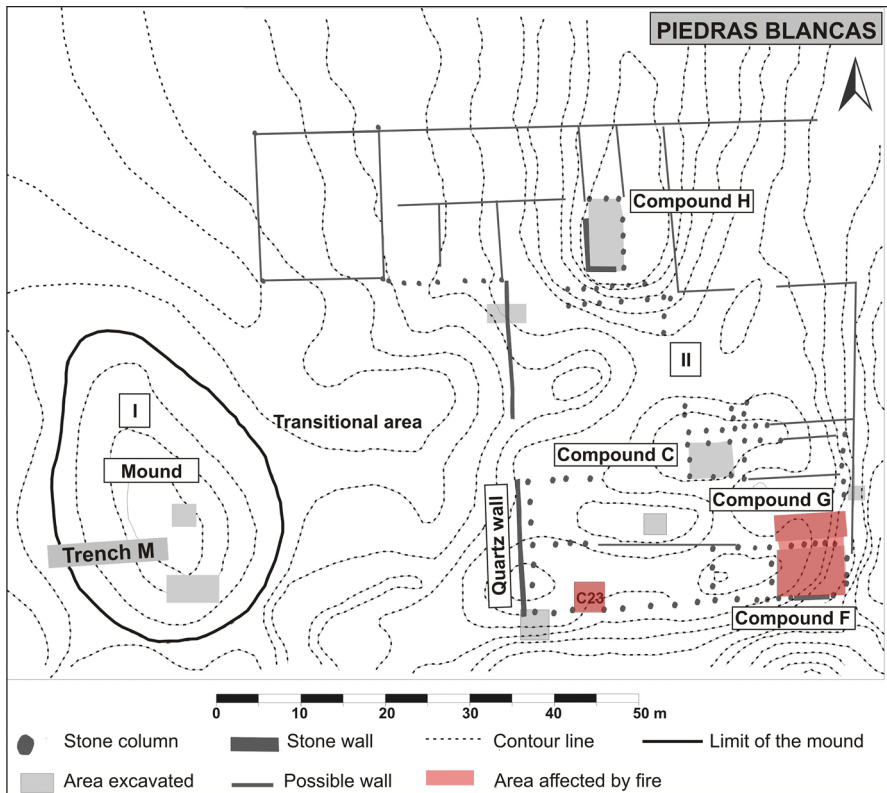 PIEDRAS BLANCAS
Compound H
II
I
Transitional area
Mound
Compound C
Compound G
Quartz wall
Trench M
C23
Compound F
0 10 20 30 40 50 m
Stone column Stone wall Contour line Limit of the mound
Area excavated Possible wall Area affected by fire